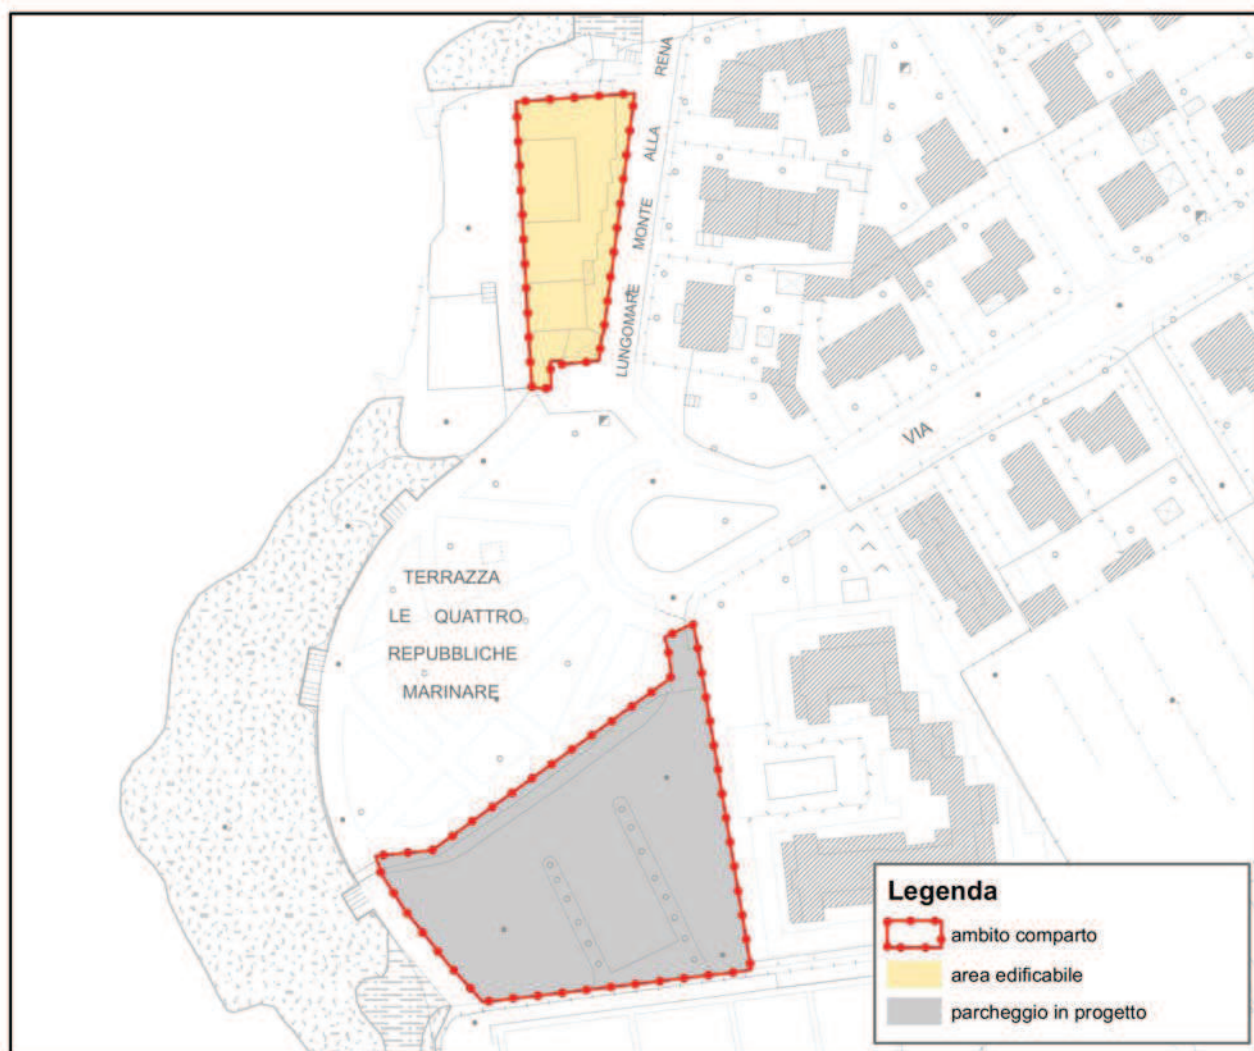 LUNGOMARE MONTE ALLA RENA
VIA
TERRAZZA
LE QUATTRO
REPUBBLICHE
MARINARE
Legenda
ambito comparto
area edificabile
parcheggio in progetto